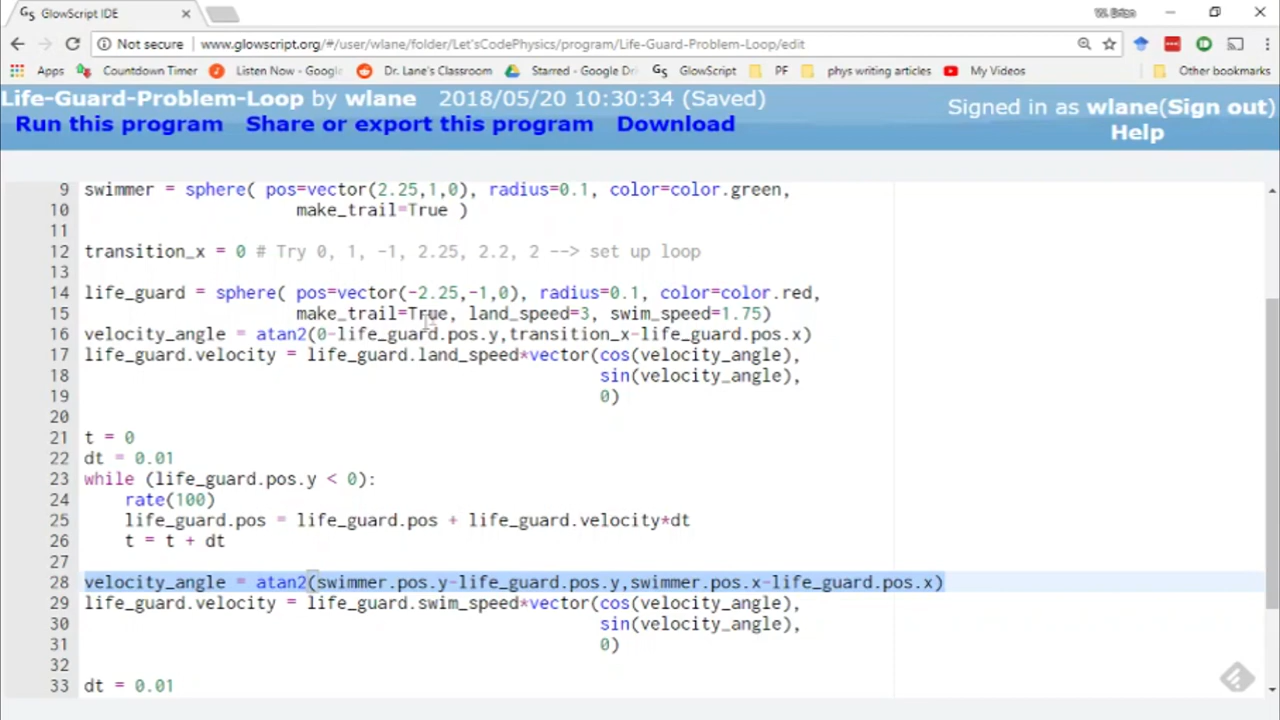 GlowScript IDE
W. Brian
Not secure www.glowscript.org/#/user/wlane/folder/Let'sCodePhysics/program/Life-Guard-Problem-Loop/edit
Apps Countdown Timer Listen Now - Google Dr. Lane's Classroom Starred - Google Dri GlowScript PF phys writing articles My Videos Other bookmarks
Life-Guard-Problem-Loop by wlane 2018/05/20 10:30:34 (Saved) Signed in as wlane(Sign out)
Run this program Share or export this program Download Help
9 swimmer = sphere( pos=vector(2.25,1,0), radius=0.1, color=color.green,
10 make_trail=True )
11
12 transition_x = 0 # Try 0, 1, -1, 2.25, 2.2, 2 --> set up loop
13
14 life_guard = sphere( pos=vector(-2.25,-1,0), radius=0.1, color=color.red,
15 make_trail=True, land_speed=3, swim_speed=1.75)
16 velocity_angle = atan2(0-life_guard.pos.y,transition_x-life_guard.pos.x)
17 life_guard.velocity = life_guard.land_speed*vector(cos(velocity_angle),
18 sin(velocity_angle),
19 0)
20
21 t = 0
22 dt = 0.01
23 while (life_guard.pos.y < 0):
24 rate(100)
25 life_guard.pos = life_guard.pos + life_guard.velocity*dt
26 t = t + dt
27
28 velocity_angle = atan2(swimmer.pos.y-life_guard.pos.y,swimmer.pos.x-life_guard.pos.x)
29 life_guard.velocity = life_guard.swim_speed*vector(cos(velocity_angle),
30 sin(velocity_angle),
31 0)
32
33 dt = 0.01